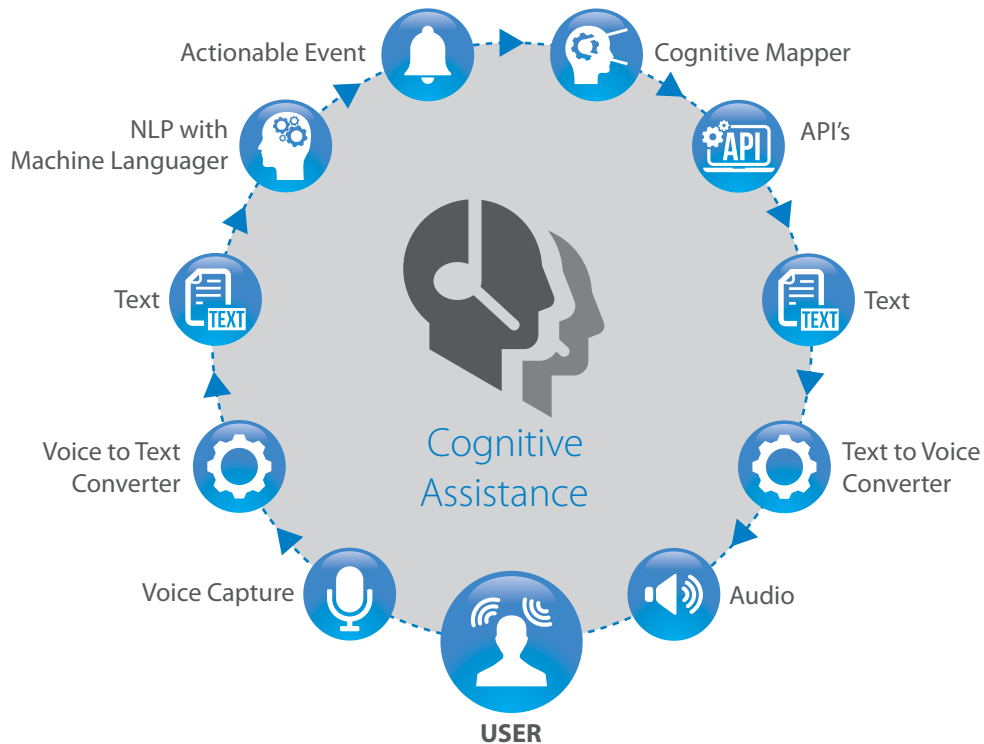 Actionable Event
Cognitive Mapper
NLP with
Machine Languager
API
API's
Text
TEXT
TEXT
Text
Cognitive
Assistance
Voice to Text
Converter
Text to Voice
Converter
Voice Capture
Audio
USER